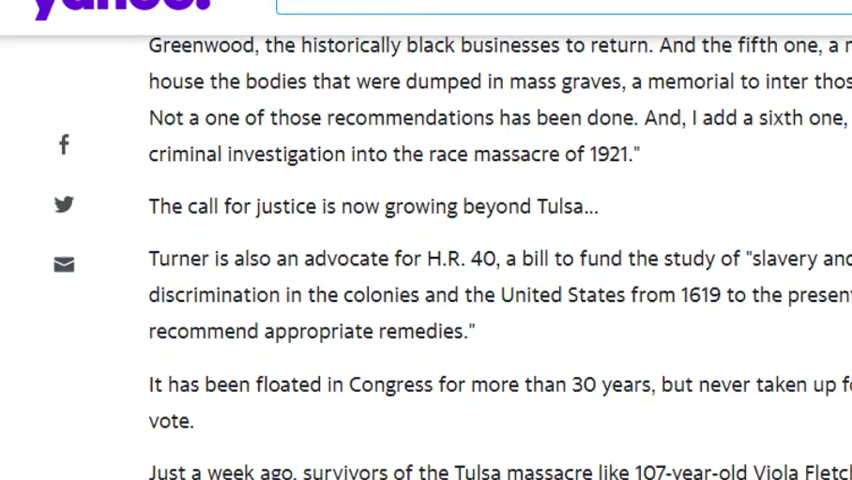 yahoo!
Greenwood, the historically black businesses to return. And the fifth one, a
house the bodies that were dumped in mass graves, a memorial to inter
Not a one of those recommendations has been done. And, I add a sixth one,
criminal investigation into the race massacre of 1921."
The call for justice is now growing beyond Tulsa...
Turner is also an advocate for H.R. 40, a bill to fund the study of "slavery
discrimination in the colonies and the United States from 1619 to the
recommend appropriate remedies."
It has been floated in Congress for more than 30 years, but never taken up
vote.
Just a week ago, survivors of the Tulsa massacre like 107-year-old Viola